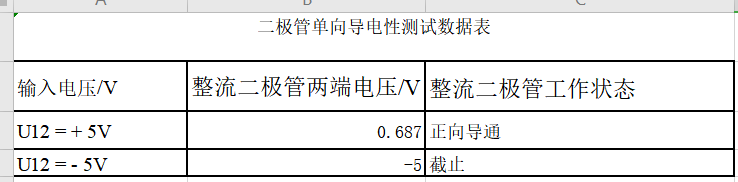 A B C
二极管单向导电性测试数据表
输入电压/V 整流二极管两端电压/V 整流二极管工作状态
U12 = + 5V 0.687 正向导通
U12 = - 5V -5 截止